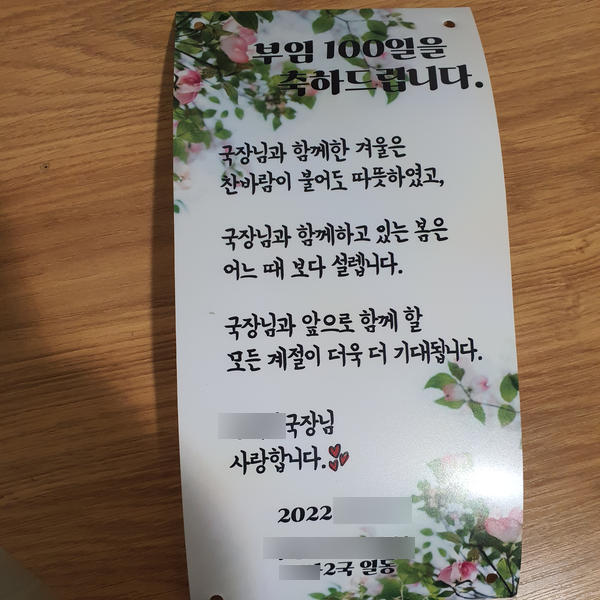 부임 100일을
축하드립니다.
국장님과 함께한 겨울은
찬바람이 불어도 따뜻하였고,
국장님과 함께하고 있는 봄은
어느 때 보다 설렙니다.
국장님과 앞으로 함께 할
모든 계절이 더욱 더 기대됩니다.
국장님
사랑합니다.
2022
2국 일동